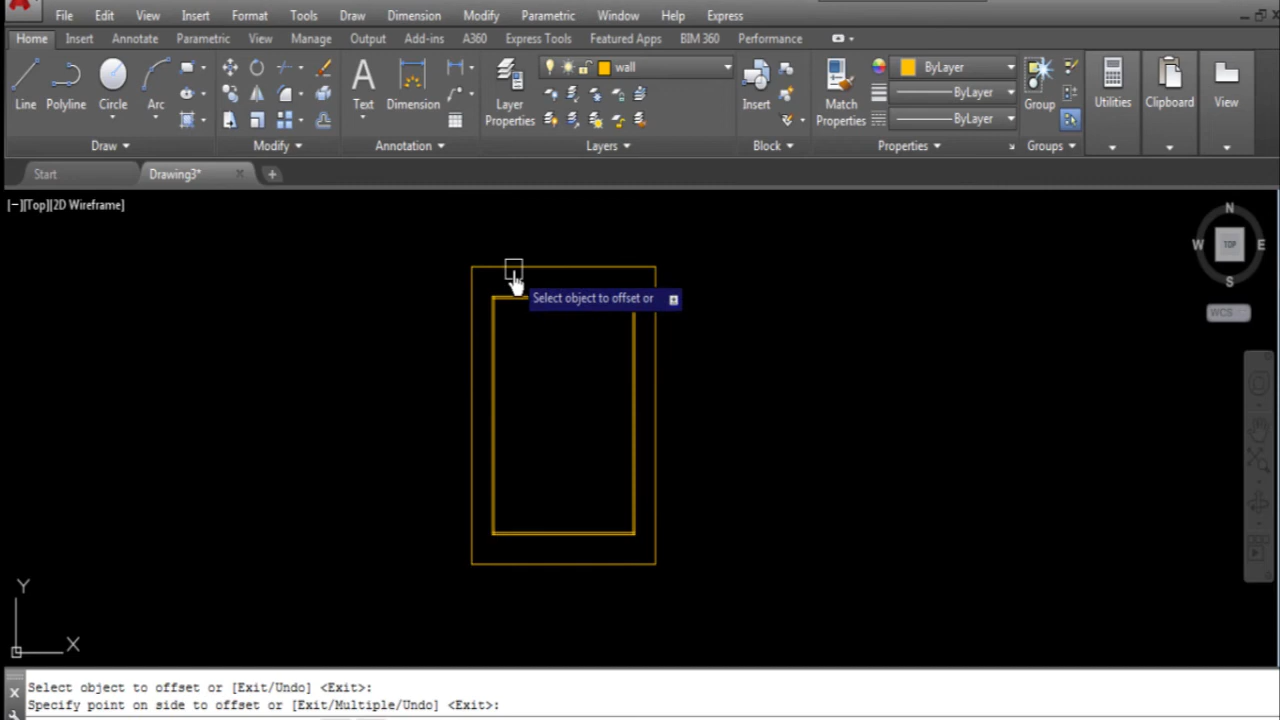 File Edit View Insert Format Tools Draw Dimension Modify Parametric Window Help Express
Home Insert Annotate Parametric View Manage Output Add-ins A360 Express Tools Featured Apps BIM 360 Performance
wall
ByLayer
ByLayer
ByLayer
Line Polyline Circle Arc Text Dimension Layer Properties Insert Match Properties Group Utilities Clipboard View
Draw Modify Annotation Layers Block Properties Groups
Start Drawing3*
[−][Top][2D Wireframe]
N
W TOP E
S
WCS
Select object to offset or
Y
X
Select object to offset or [Exit/Undo] <Exit>:
Specify point on side to offset or [Exit/Multiple/Undo] <Exit>: